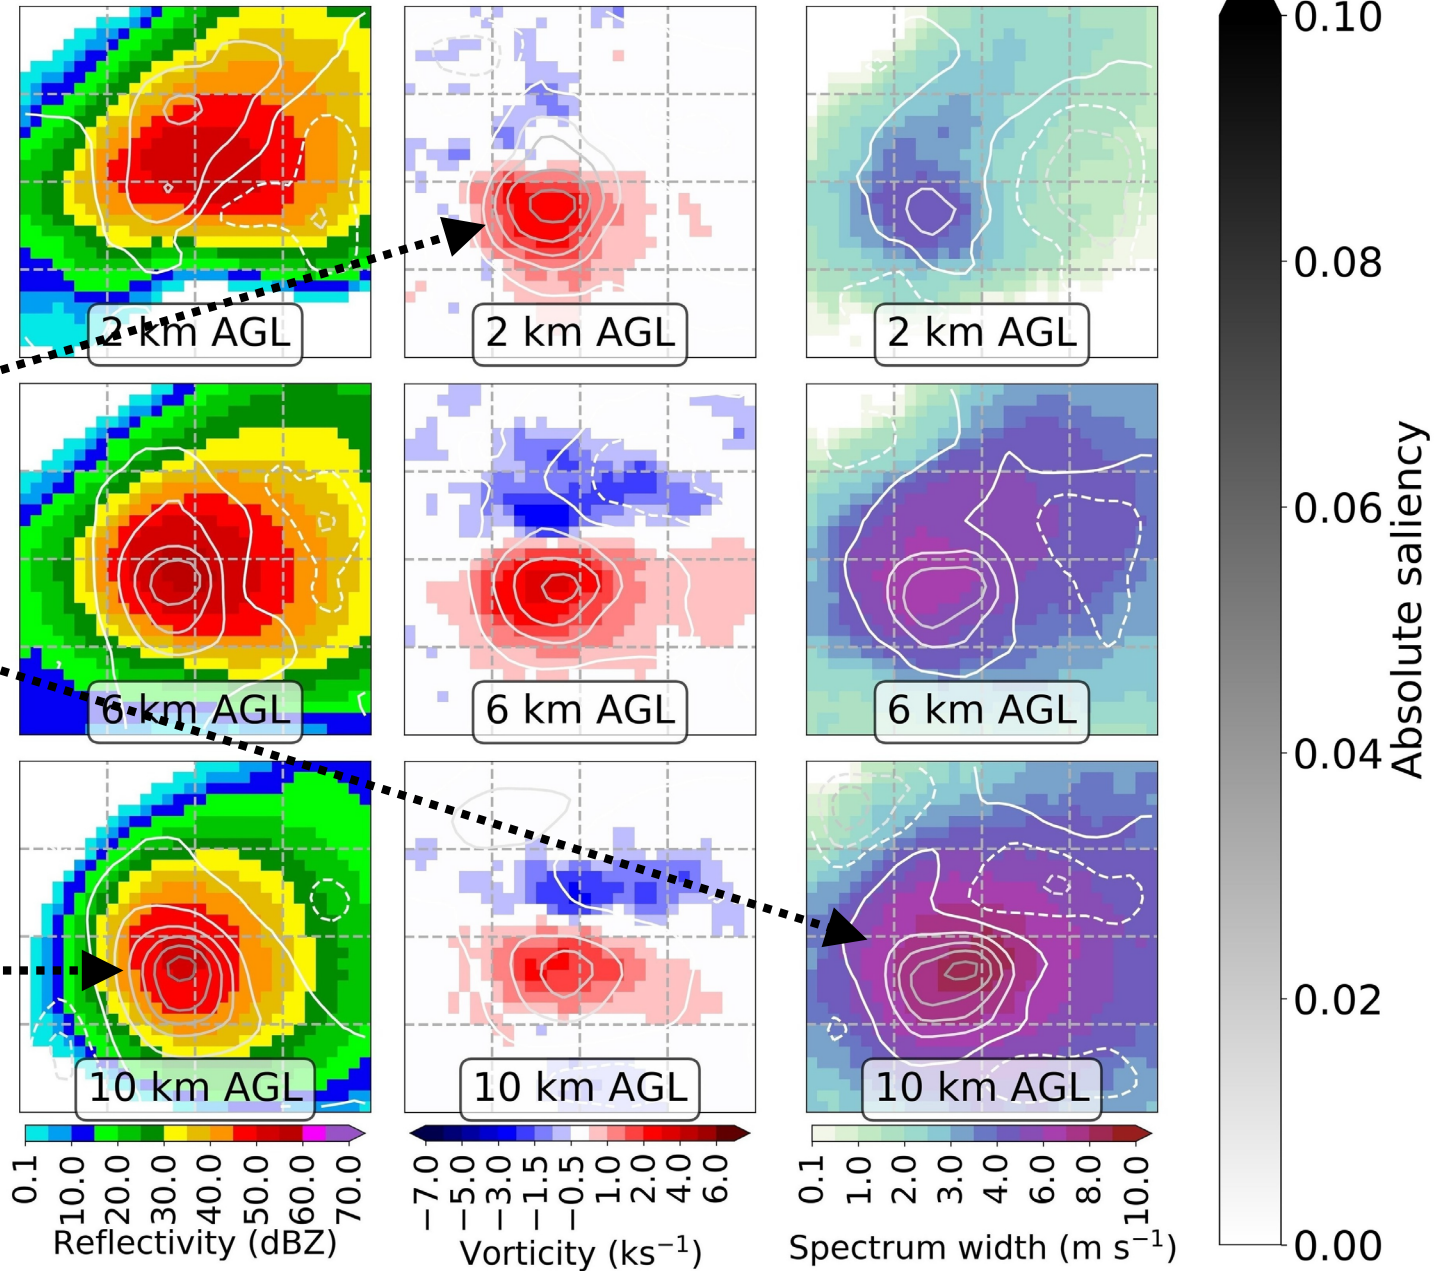 2 km AGL
2 km AGL
2 km AGL
6 km AGL
6 km AGL
6 km AGL
10 km AGL
10 km AGL
10 km AGL
0.1 10.0 20.0 30.0 40.0 50.0 60.0 70.0
Reflectivity (dBZ)
−7.0 −5.0 −3.0 −1.5 −0.5 1.0 2.0 4.0 6.0
Vorticity (ks⁻¹)
0.1 1.0 2.0 3.0 4.0 6.0 8.0 10.0
Spectrum width (m s⁻¹)
0.10
0.08
0.06
0.04
0.02
0.00
Absolute saliency